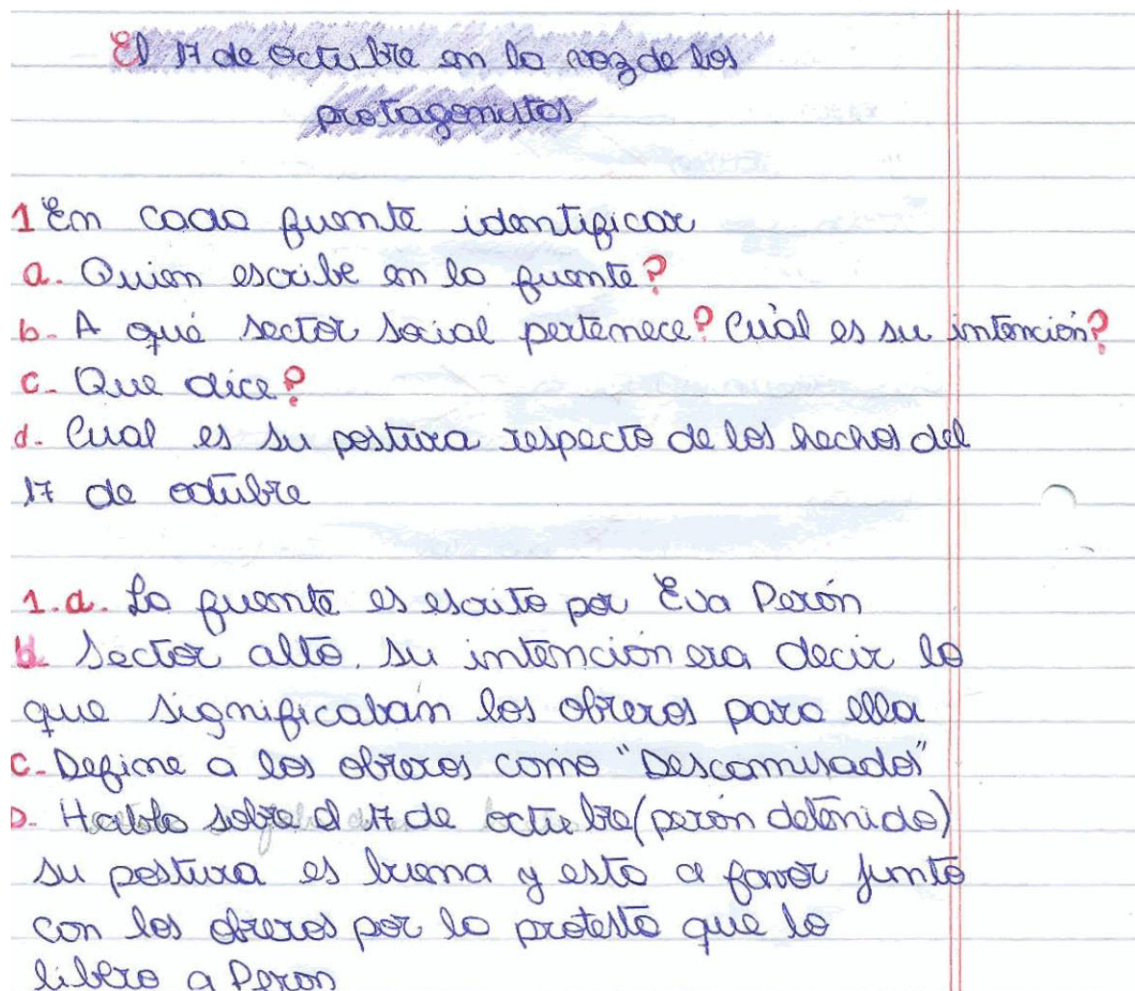 El 17 de octubre en la voz de los
protagonistas
1 En cada fuente identificar
a. Quien escribe en la fuente?
b- A qué sector social pertenece? Cuál es su intención?
c- Que dice?
d. Cual es su postura respecto de los hechos del
17 de octubre
1.a. La fuente es escrita por Eva Perón
b. Sector alto. su intención era decir lo
que significaban los obreros para ella
c- Define a los obreros como "Descamisados"
D- Habla sobre el 17 de octubre (perón detenido)
su postura es buena y está a favor junto
con los obreros por la protesta que lo
libero a Peron